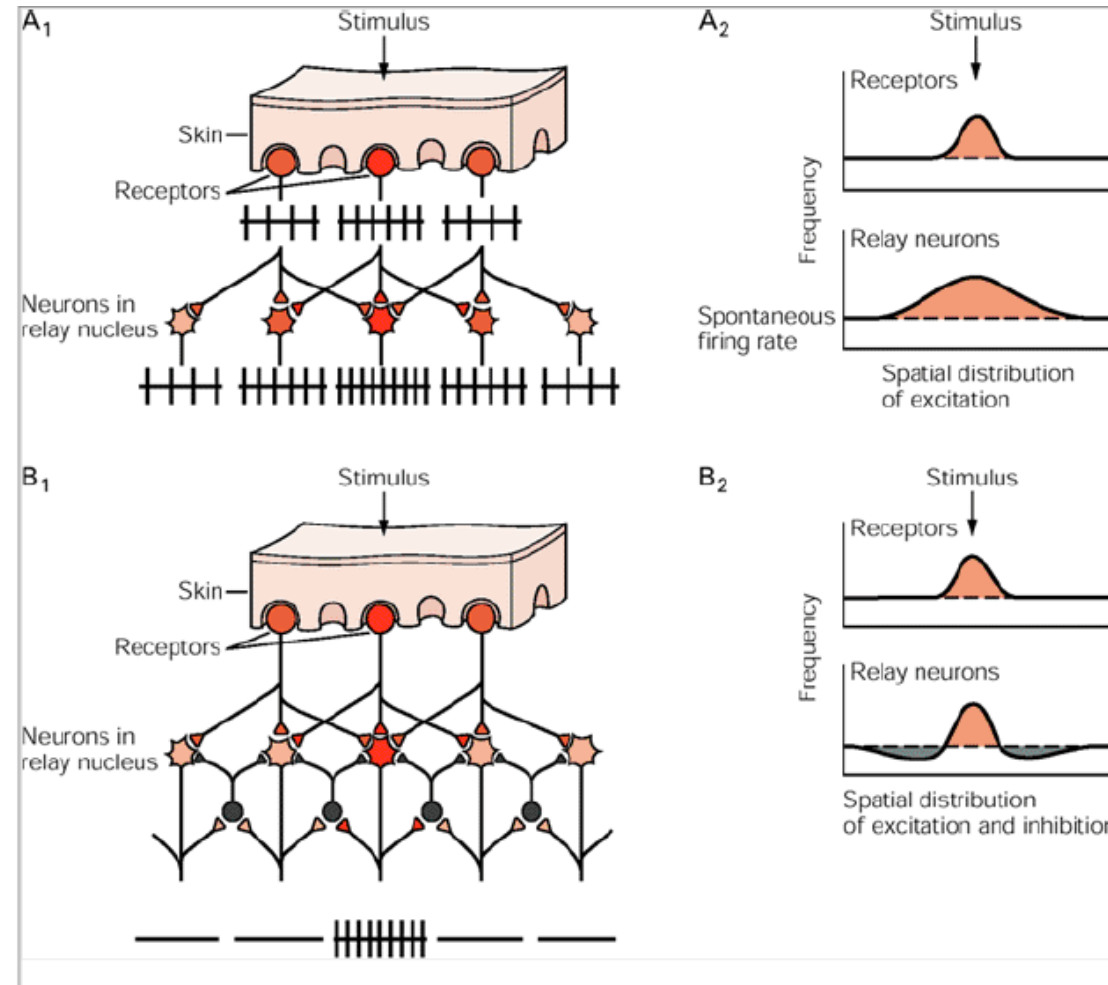 A1
Stimulus
Skin
Receptors
Neurons in
relay nucleus
A2
Stimulus
Receptors
Frequency
Relay neurons
Spontaneous
firing rate
Spatial distribution
of excitation
B1
Stimulus
Skin
Receptors
Neurons in
relay nucleus
B2
Stimulus
Receptors
Frequency
Relay neurons
Spatial distribution
of excitation and inhibition